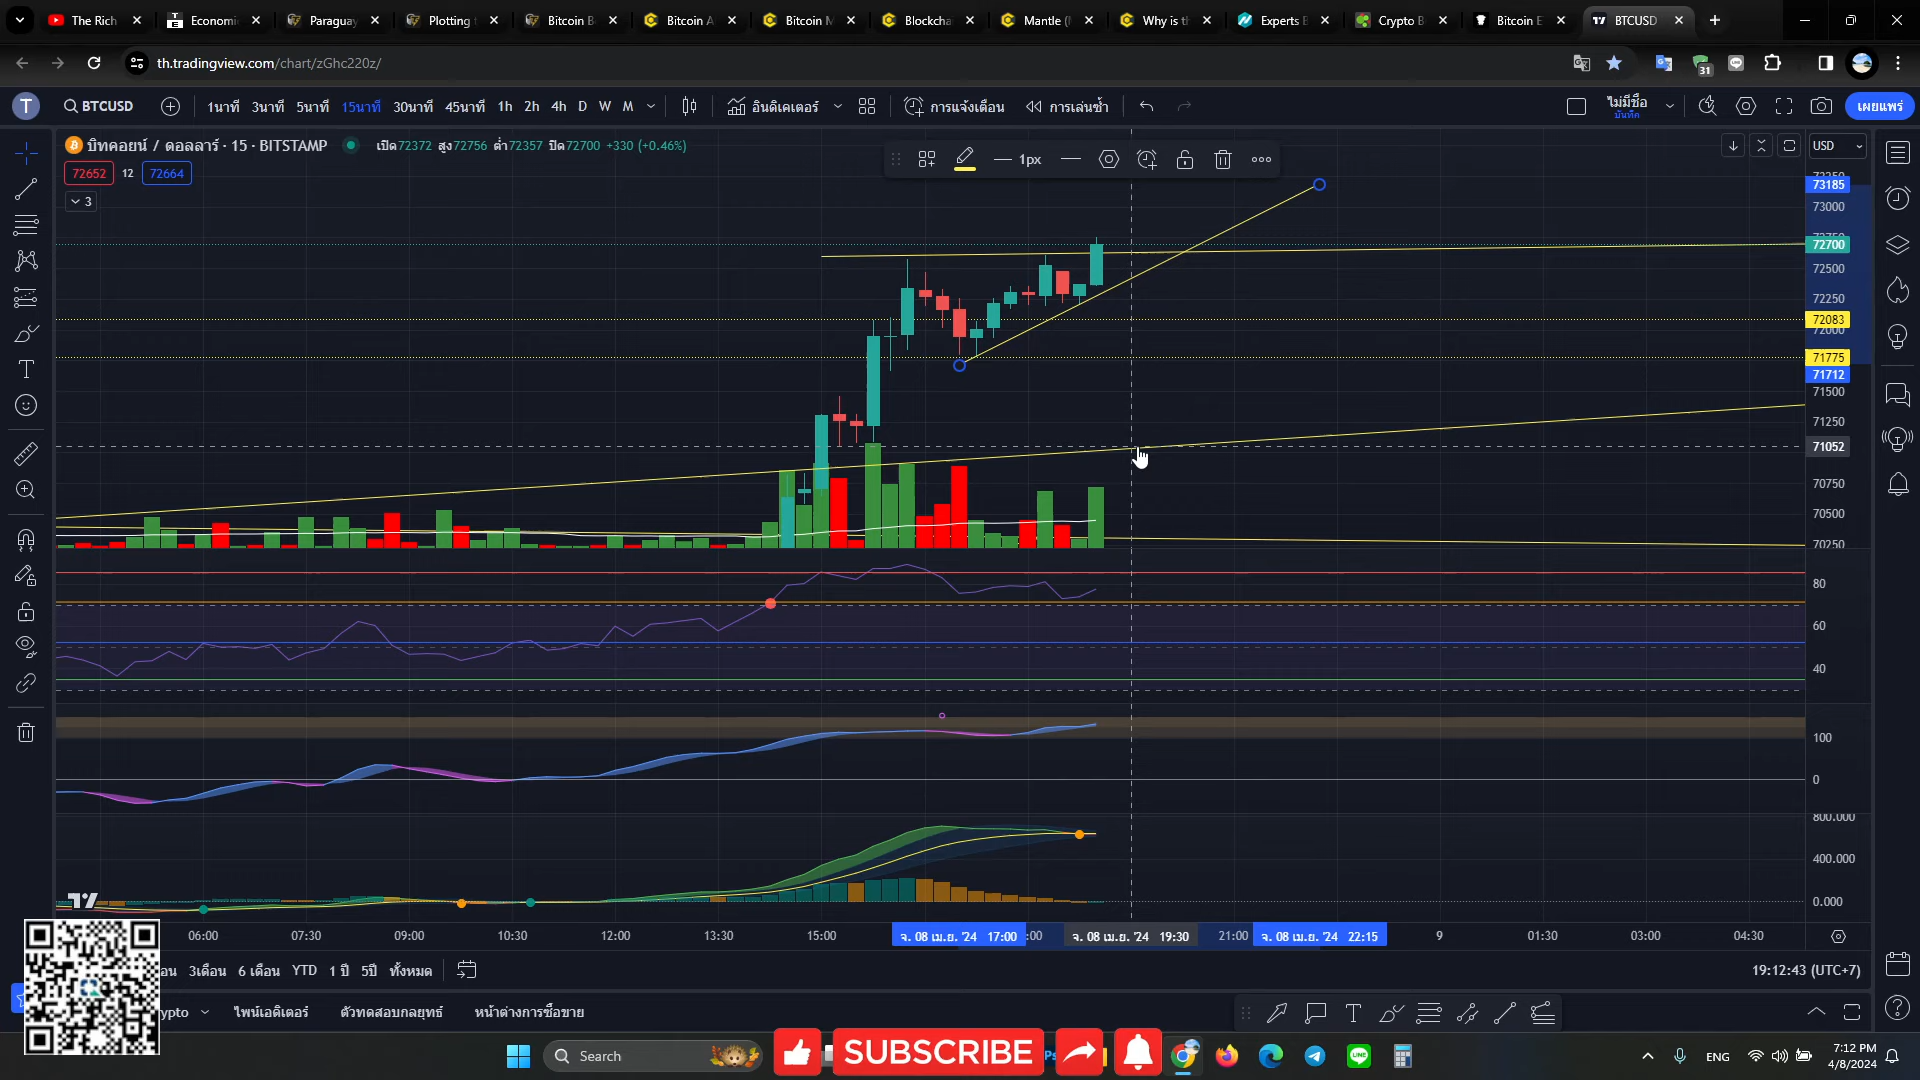 The Rich
Economi
Paragua
Plotting
Bitcoin B
Bitcoin A
Bitcoin M
Blockchai
Mantle (
Why is th
Experts B
Crypto B
Bitcoin E
BTCUSD
th.tradingview.com/chart/zGhc220z/
31
T
BTCUSD
1นาที 3นาที 5นาที 15นาที 30นาที 45นาที 1h 2h 4h D W M
อินดิเคเตอร์
การแจ้งเตือน
การเล่นซ้ำ
ไม่มีชื่อ
บันทึก
เผยแพร่
บิทคอยน์ / ดอลลาร์ · 15 · BITSTAMP
เปิด72372 สูง72756 ต่ำ72357 ปิด72700 +330 (+0.46%)
72652 12 72664
3
1px
USD
73185
73000
72700
72500
72250
72083
72000
71775
71712
71500
71250
71052
70750
70500
70250
80
60
40
100
0
800.000
400.000
0.000
06:00 07:30 09:00 10:30 12:00 13:30 15:00 จ. 08 เม.ย. '24 17:00 :00 จ. 08 เม.ย. '24 19:30 21:00 จ. 08 เม.ย. '24 22:15 9 01:30 03:00 04:30
3เดือน 6 เดือน YTD 1 ปี 5ปี ทั้งหมด
19:12:43 (UTC+7)
ypto ไพน์เอดิเตอร์ ตัวทดสอบกลยุทธ์ หน้าต่างการซื้อขาย
Search
SUBSCRIBE
Ps
LINE
ENG
7:12 PM
4/8/2024